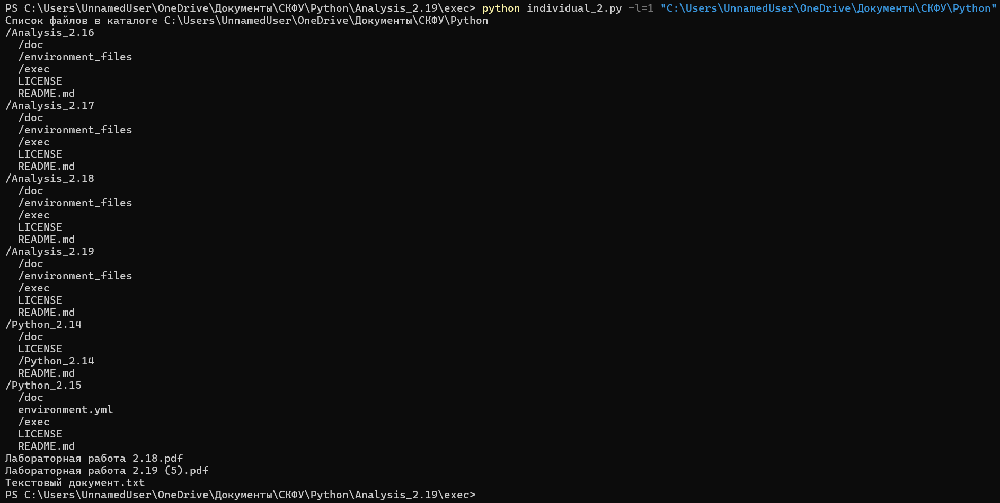 PS C:\Users\UnnamedUser\OneDrive\Документы\СКФУ\Python\Analysis_2.19\exec> python individual_2.py -l=1 "C:\Users\UnnamedUser\OneDrive\Документы\СКФУ\Python"
Список файлов в каталоге C:\Users\UnnamedUser\OneDrive\Документы\СКФУ\Python
/Analysis_2.16
  /doc
  /environment_files
  /exec
  LICENSE
  README.md
/Analysis_2.17
  /doc
  /environment_files
  /exec
  LICENSE
  README.md
/Analysis_2.18
  /doc
  /environment_files
  /exec
  LICENSE
  README.md
/Analysis_2.19
  /doc
  /environment_files
  /exec
  LICENSE
  README.md
/Python_2.14
  /doc
  LICENSE
  /Python_2.14
  README.md
/Python_2.15
  /doc
  environment.yml
  /exec
  LICENSE
  README.md
Лабораторная работа 2.18.pdf
Лабораторная работа 2.19 (5).pdf
Текстовый документ.txt
PS C:\Users\UnnamedUser\OneDrive\Документы\СКФУ\Python\Analysis_2.19\exec>